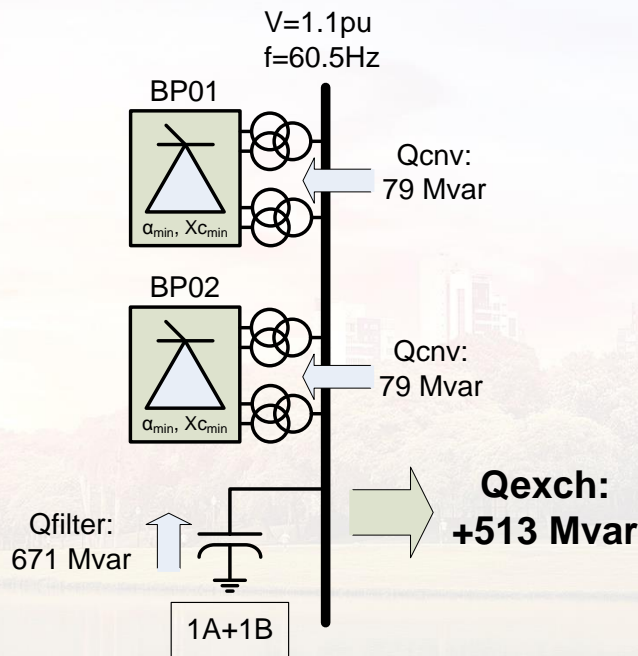 V=1.1pu
f=60.5Hz
BP01
αmin, Xcmin
Qcnv:
79 Mvar
BP02
αmin, Xcmin
Qcnv:
79 Mvar
Qfilter:
671 Mvar
Qexch:
+513 Mvar
1A+1B